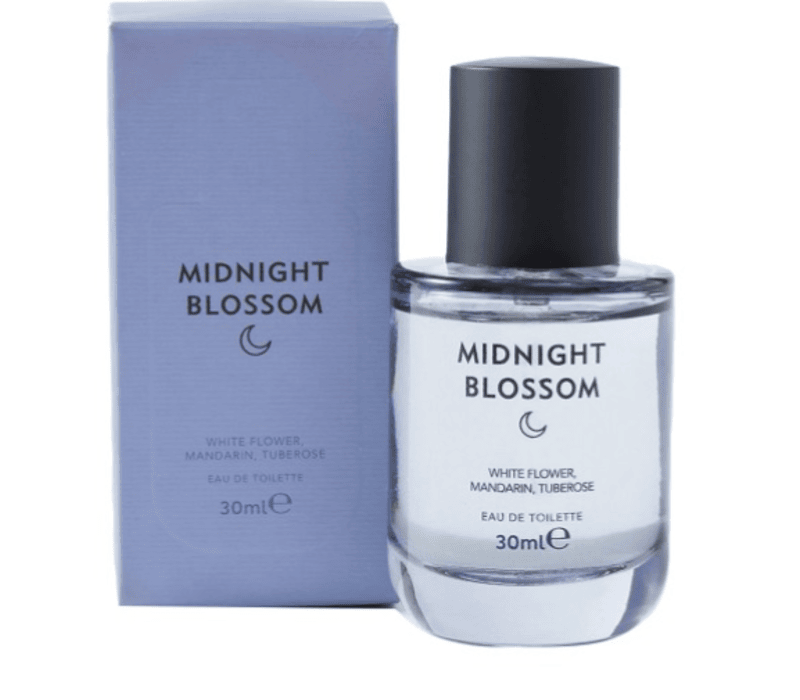 MIDNIGHT
BLOSSOM
WHITE FLOWER,
MANDARIN, TUBEROSE
EAU DE TOILETTE
30ml℮
MIDNIGHT
BLOSSOM
WHITE FLOWER,
MANDARIN, TUBEROSE
EAU DE TOILETTE
30ml℮